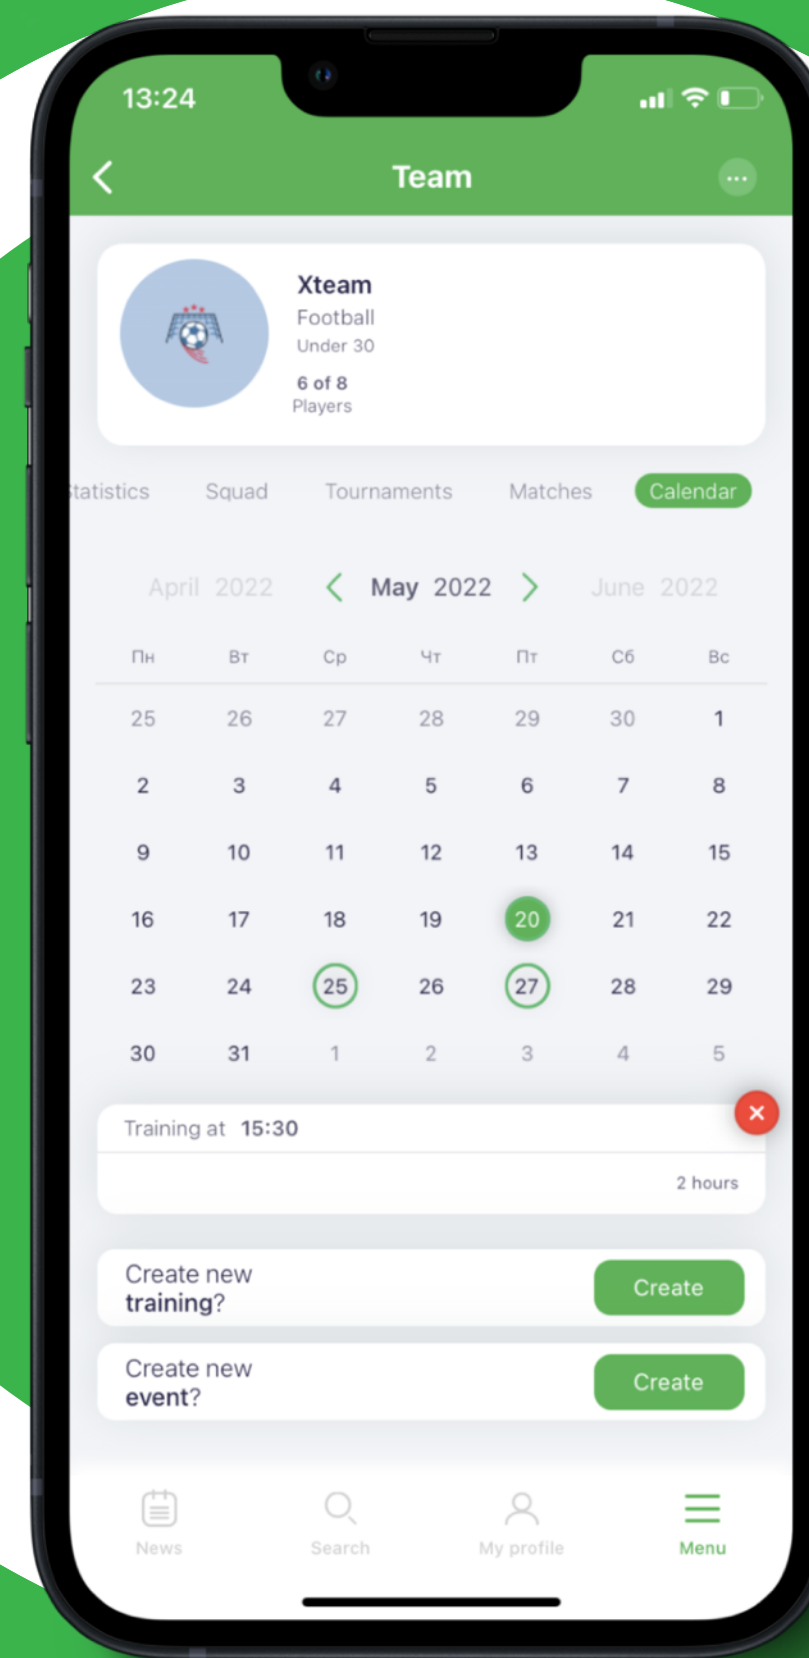 13:24
Team
Xteam
Football
Under 30
6 of 8
Players
Statistics Squad Tournaments Matches Calendar
April 2022 May 2022 June 2022
Пн Вт Ср Чт Пт Сб Вс
25 26 27 28 29 30 1
2 3 4 5 6 7 8
9 10 11 12 13 14 15
16 17 18 19 20 21 22
23 24 25 26 27 28 29
30 31 1 2 3 4 5
Training at 15:30
2 hours
Create new
training?
Create
Create new
event?
Create
News Search My profile Menu